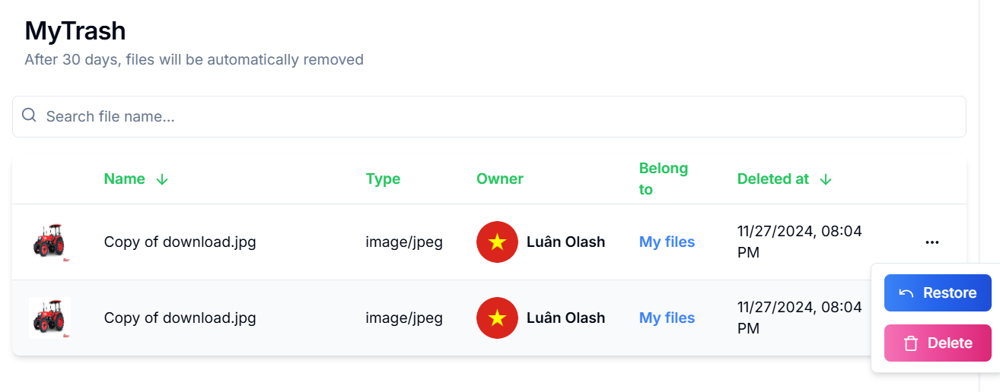 MyTrash
After 30 days, files will be automatically removed
Search file name...
Name Type Owner Belong to Deleted at
Copy of download.jpg image/jpeg Luân Olash My files 11/27/2024, 08:04 PM
Restore
Copy of download.jpg image/jpeg Luân Olash My files 11/27/2024, 08:04 PM
Delete